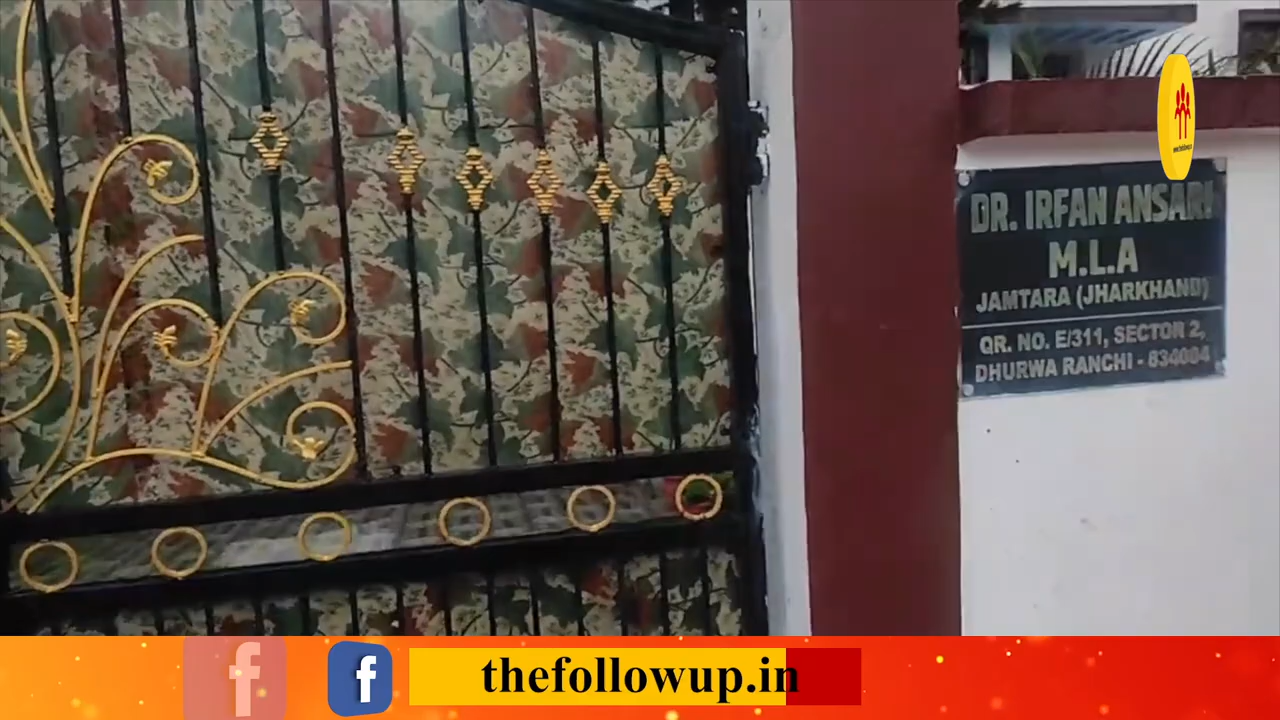 DR. IRFAN ANSARI
M.L.A
JAMTARA (JHARKHAND)
QR. NO. E/311, SECTOR 2,
DHURWA RANCHI - 834004
thefollowup.in